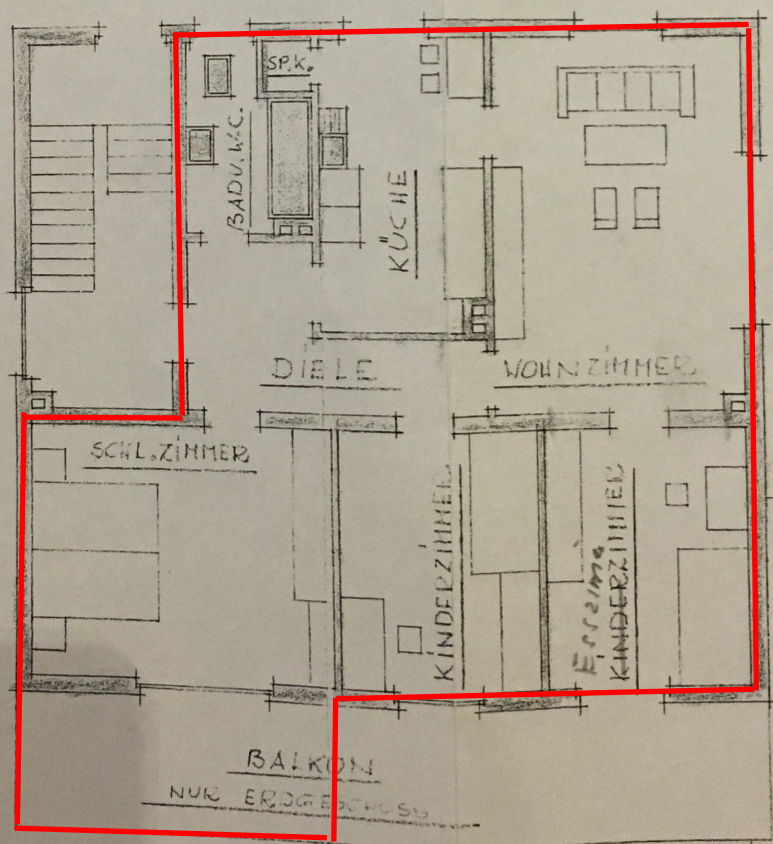 SP.K.
BAD U. W.C.
KÜCHE
DIELE
WOHNZIMMER
SCHL.ZIMMER
KINDERZIMMER
KINDERZIMMER
BALKON
NUR ERDGESCHOSS